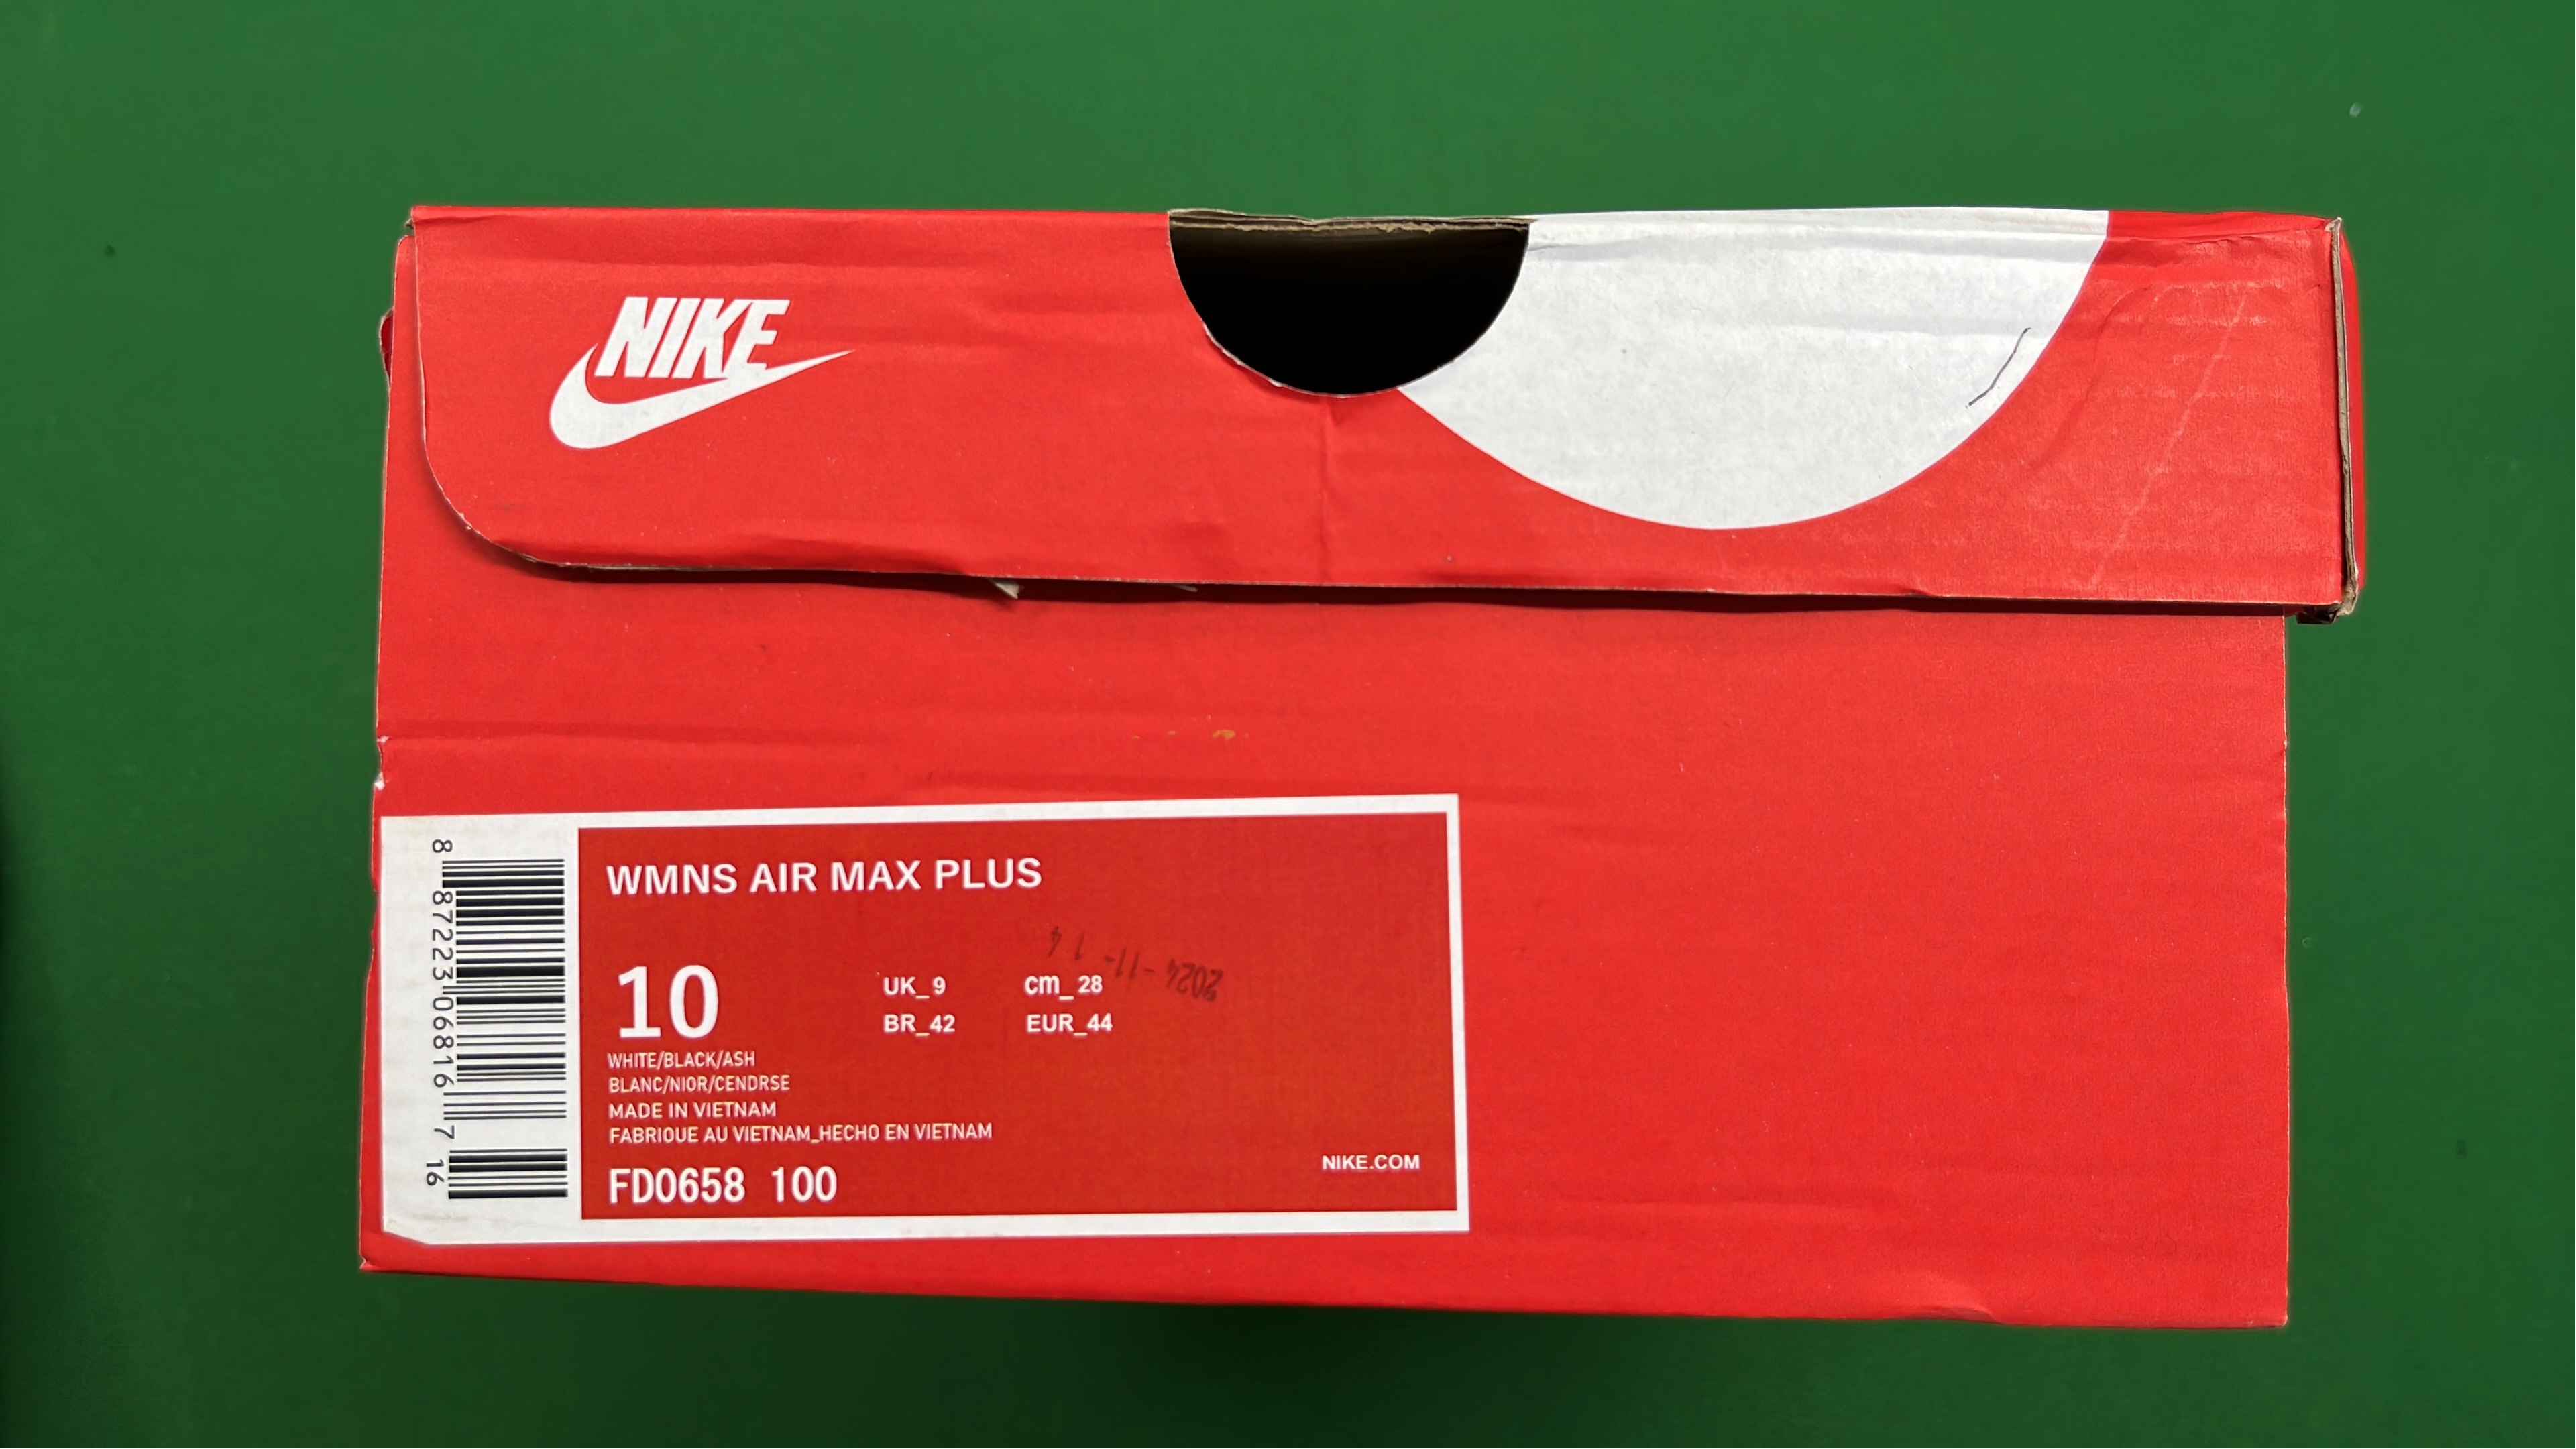 NIKE
WMNS AIR MAX PLUS
2024-11-14
10
UK_9
cm_28
BR_42
EUR_44
WHITE/BLACK/ASH
BLANC/NIOR/CENDRSE
MADE IN VIETNAM
FABRIOUE AU VIETNAM_HECHO EN VIETNAM
FD0658 100
NIKE.COM
8 87223 06816 7 16